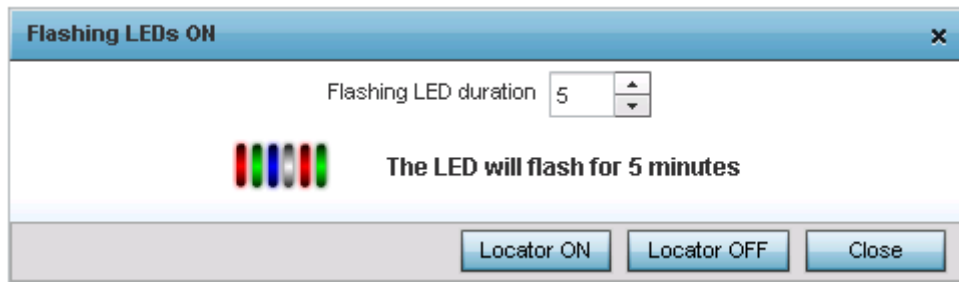 Flashing LEDs ON
Flashing LED duration 5
The LED will flash for 5 minutes
Locator ON Locator OFF Close